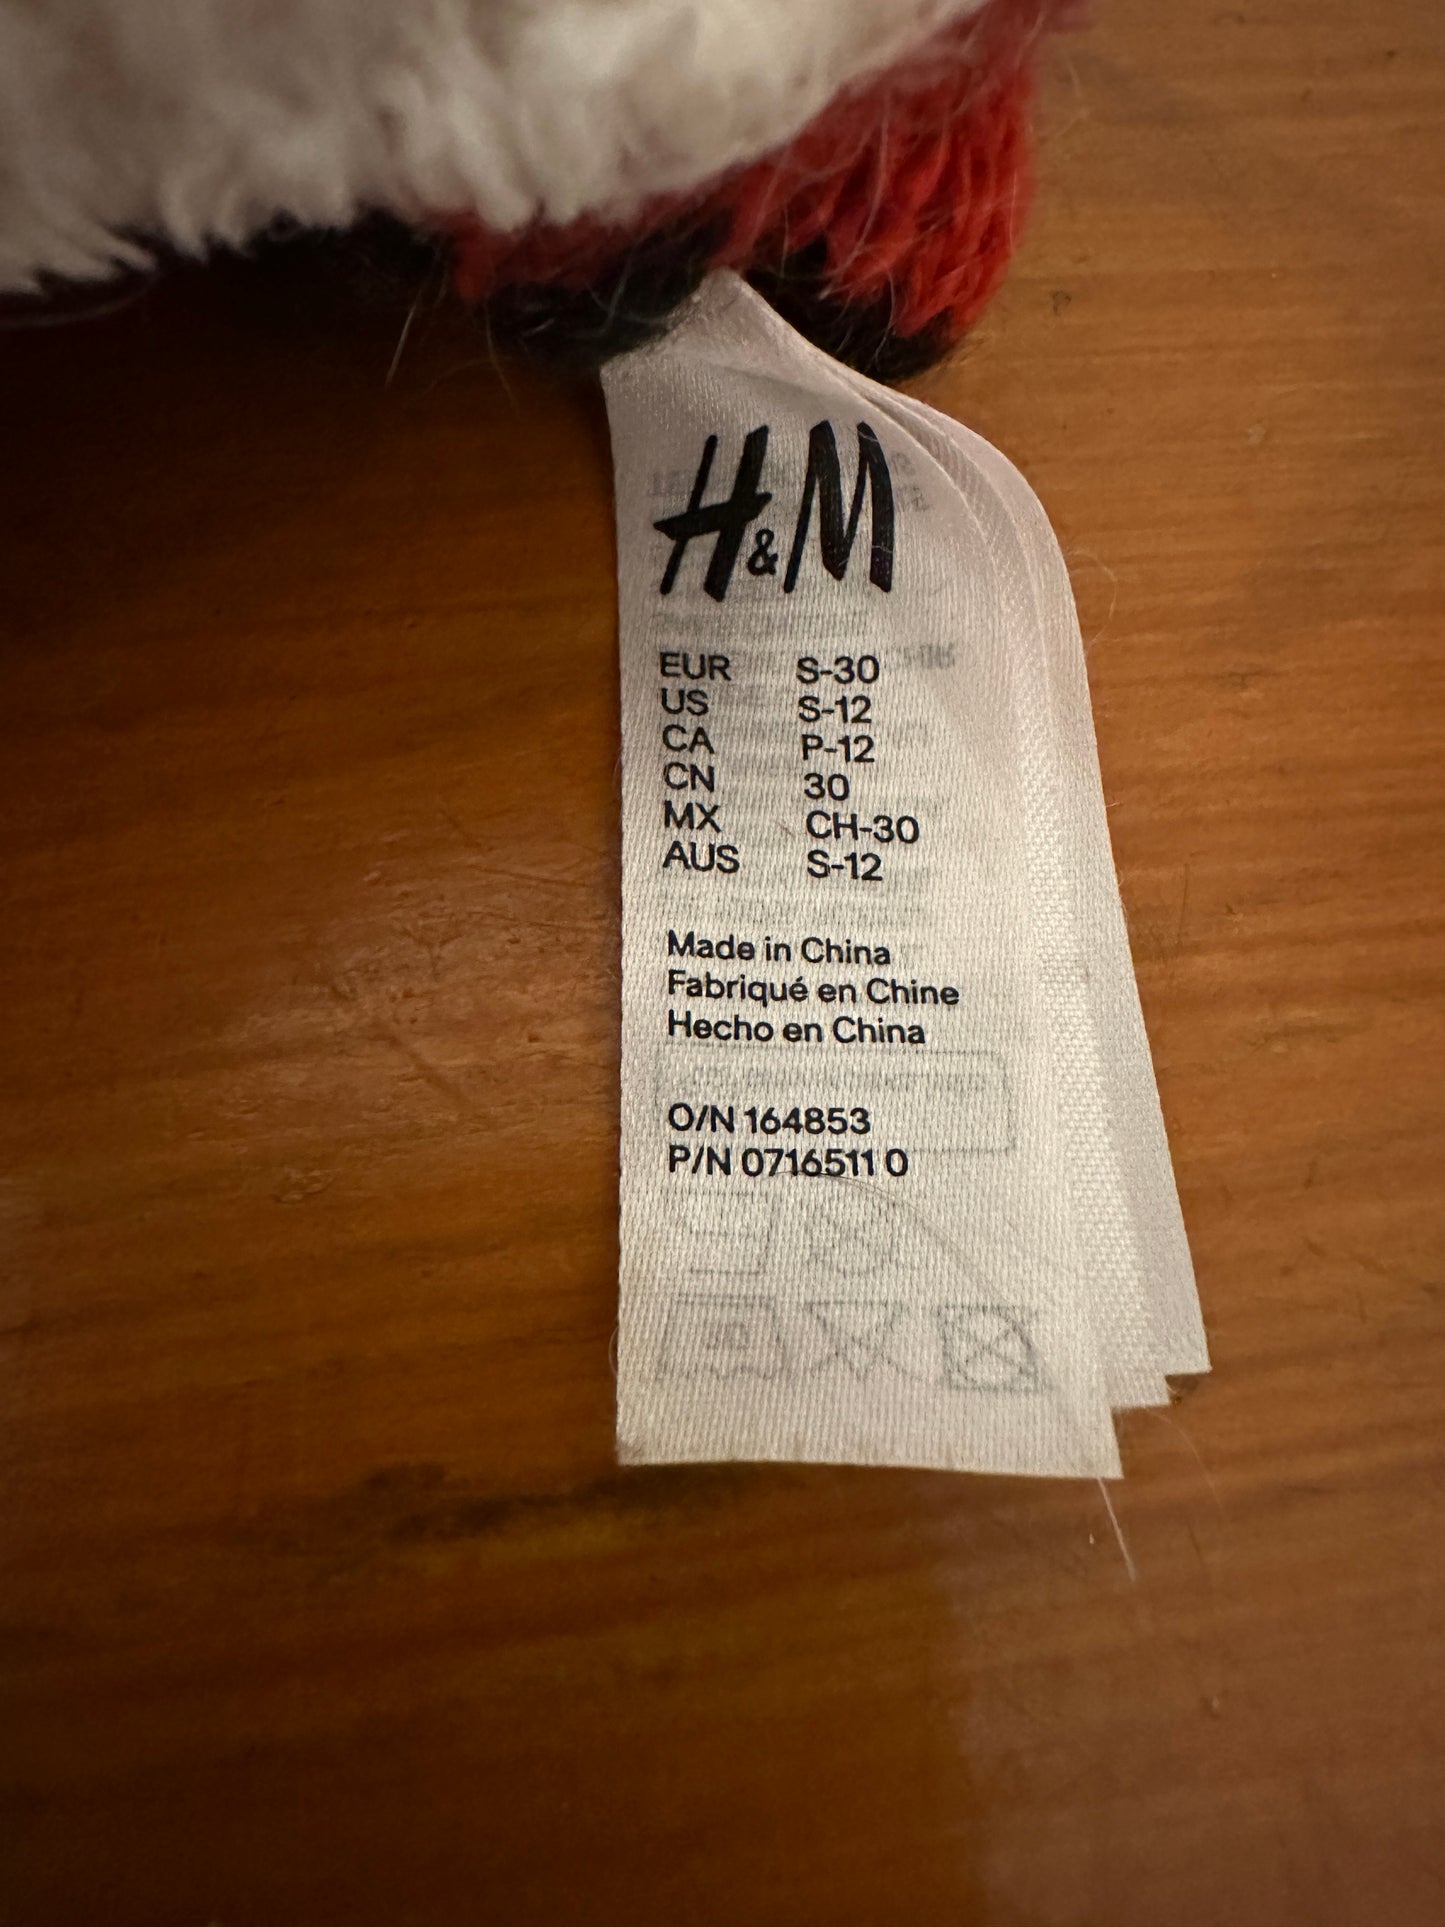 H&M
EUR S-30
US S-12
CA P-12
CN 30
MX CH-30
AUS S-12
Made in China
Fabriqué en Chine
Hecho en China
O/N 164853
P/N 0716511 0